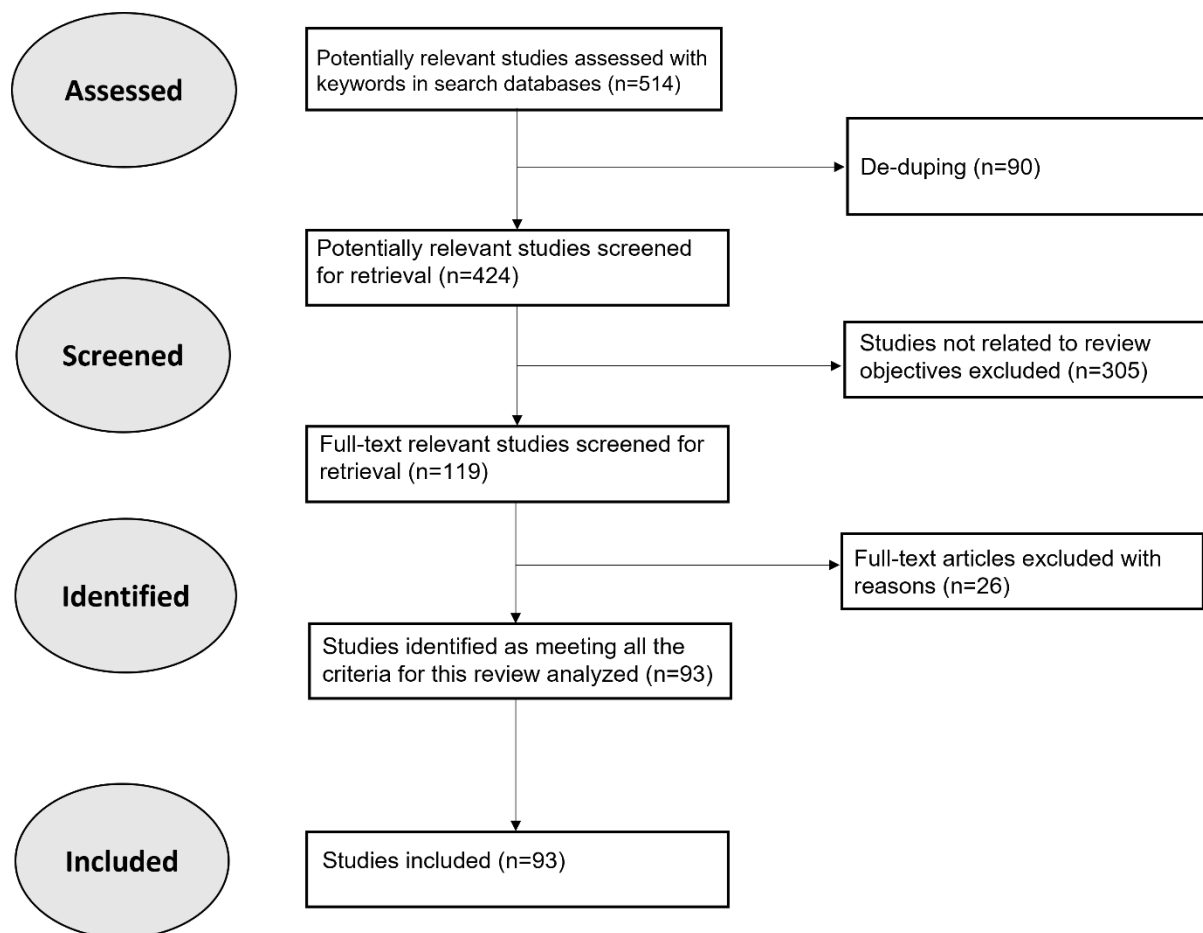 Assessed
Potentially relevant studies assessed with
keywords in search databases (n=514)
De-duping (n=90)
Potentially relevant studies screened
for retrieval (n=424)
Screened
Studies not related to review
objectives excluded (n=305)
Full-text relevant studies screened for
retrieval (n=119)
Identified
Full-text articles excluded with
reasons (n=26)
Studies identified as meeting all the
criteria for this review analyzed (n=93)
Included
Studies included (n=93)